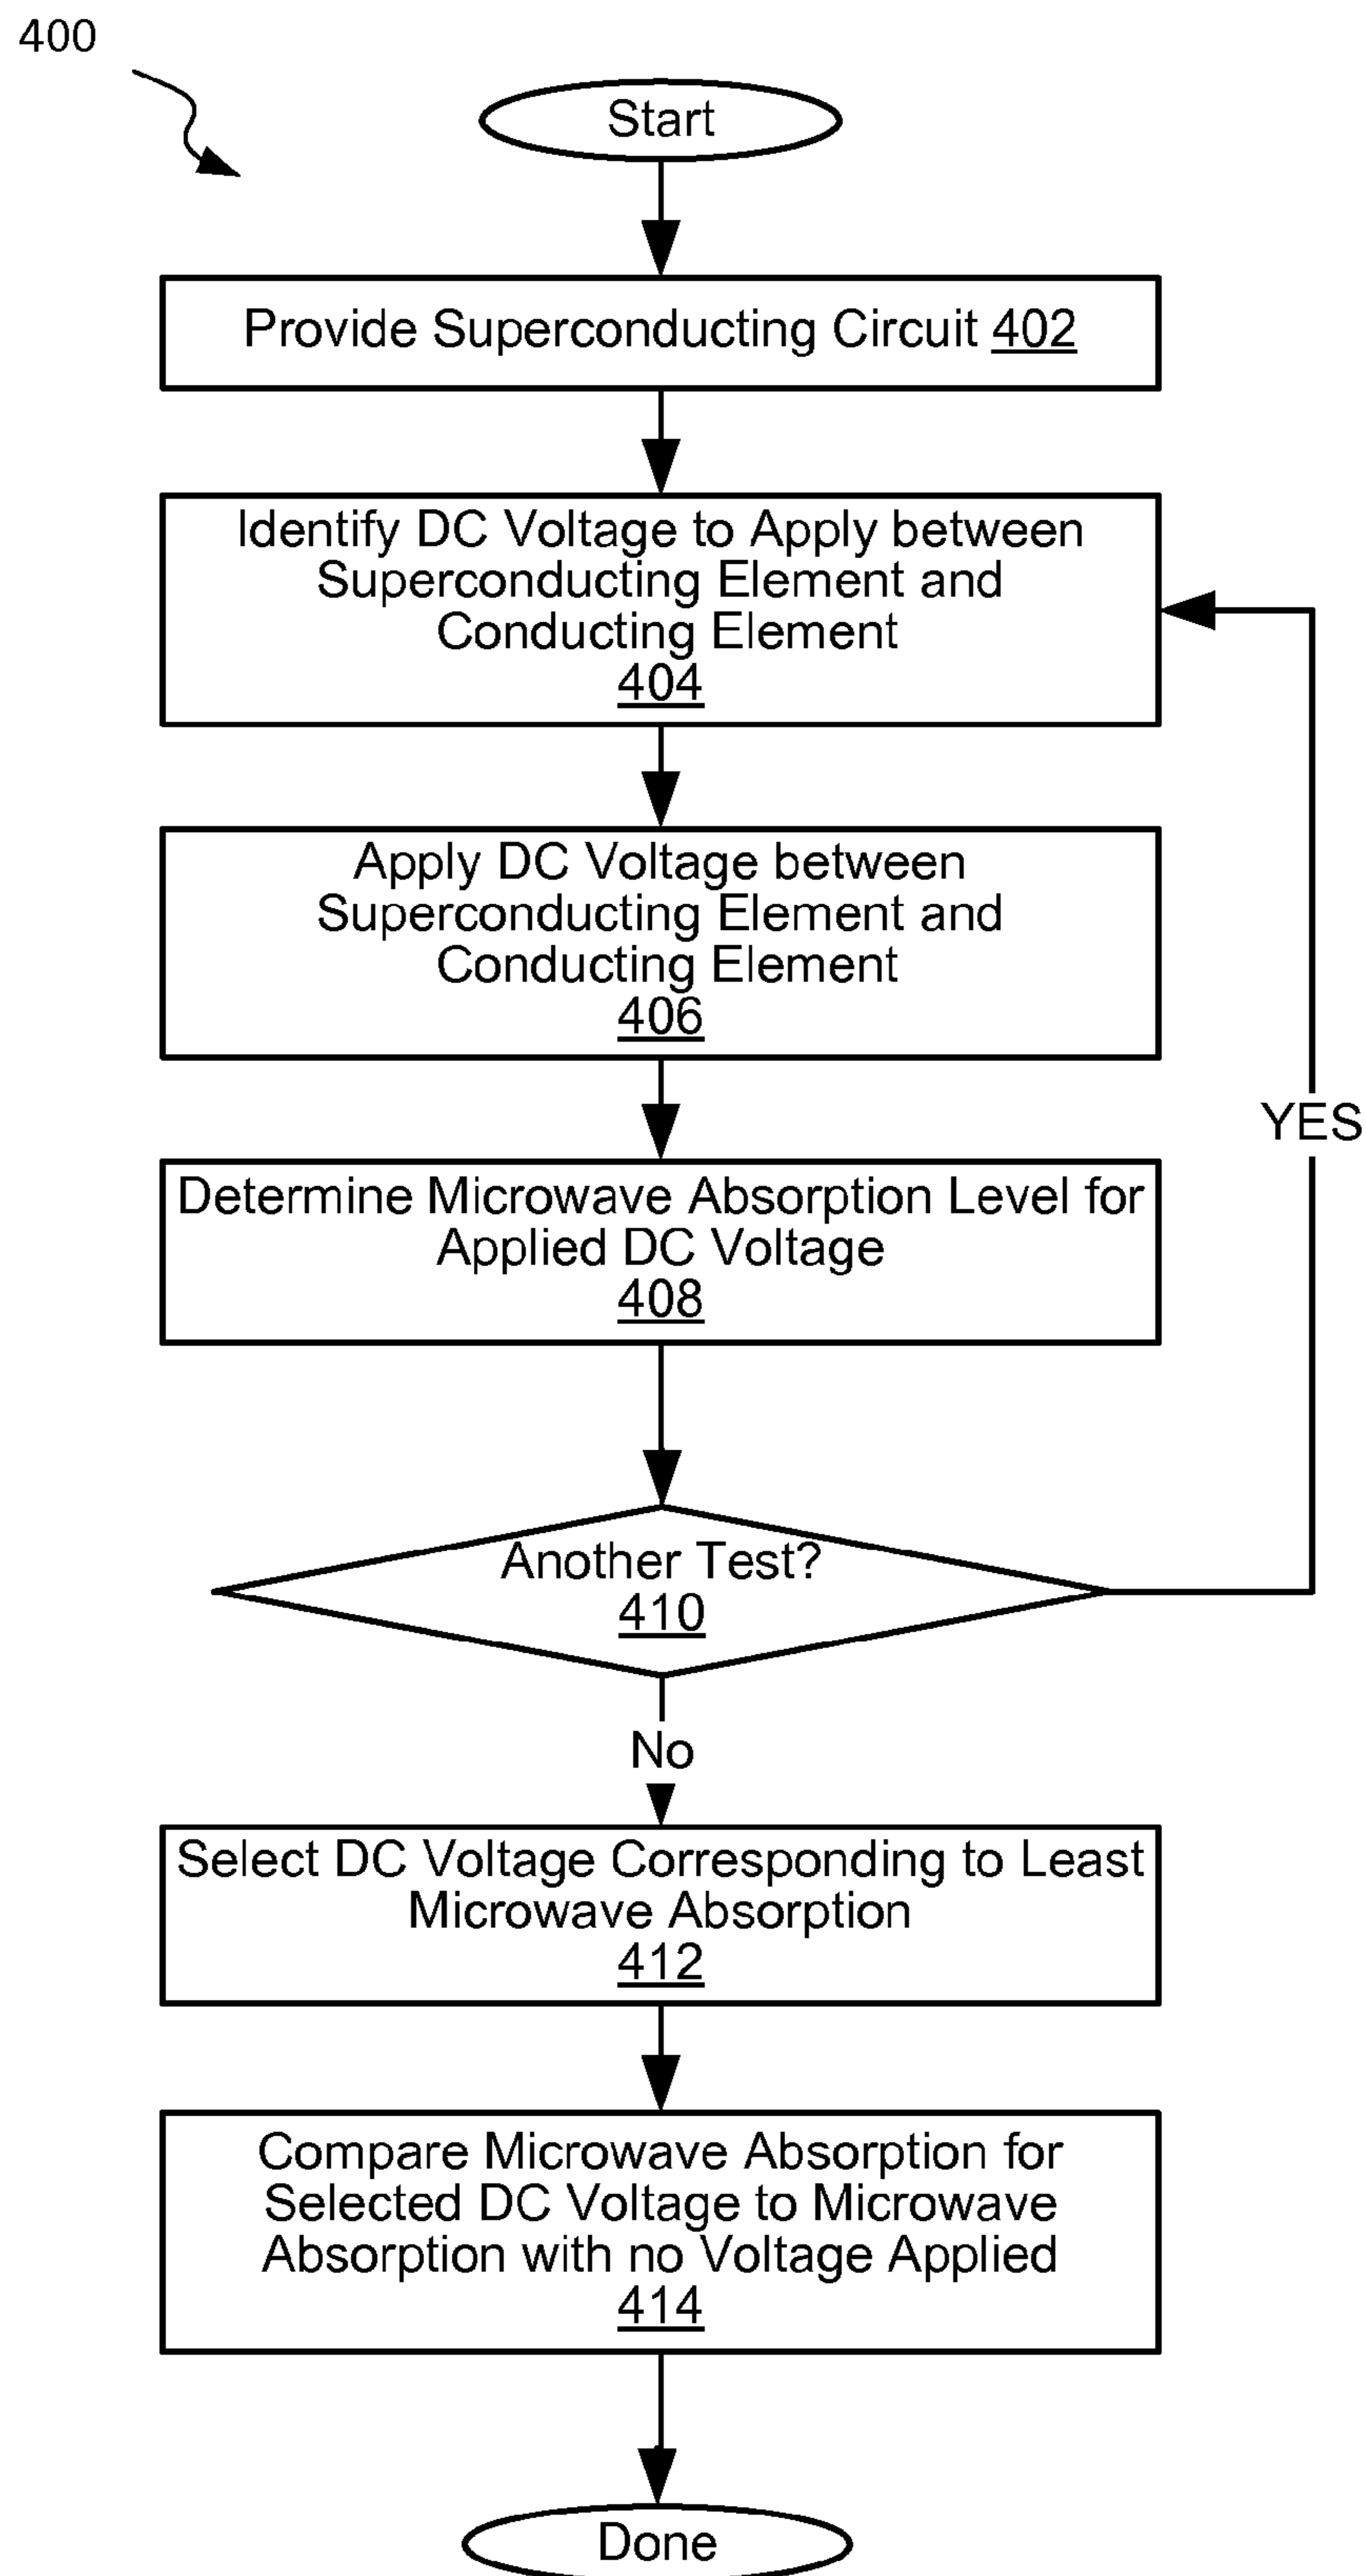 400
Start
Provide Superconducting Circuit 402
Identify DC Voltage to Apply between
Superconducting Element and
Conducting Element
404
Apply DC Voltage between
Superconducting Element and
Conducting Element
406
YES
Determine Microwave Absorption Level for
Applied DC Voltage
408
Another Test?
410
No
Select DC Voltage Corresponding to Least
Microwave Absorption
412
Compare Microwave Absorption for
Selected DC Voltage to Microwave
Absorption with no Voltage Applied
414
Done